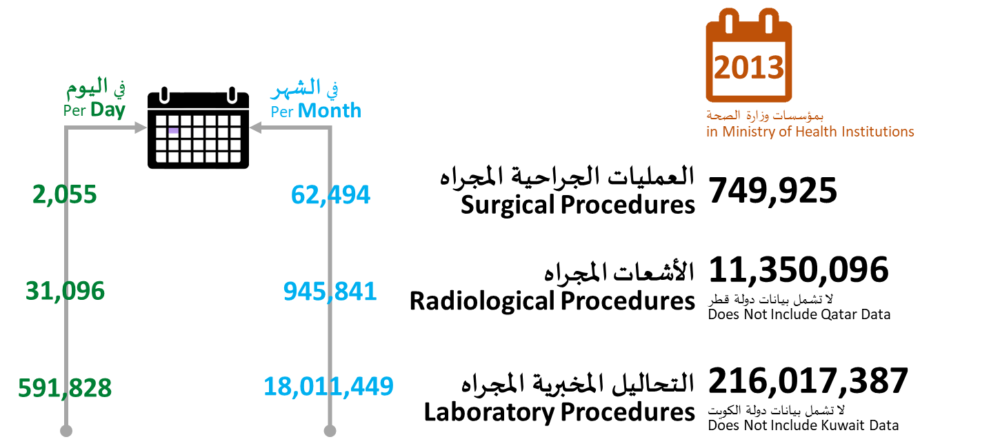 2013
بمؤسسات وزارة الصحة
in Ministry of Health Institutions
في اليوم
Per Day
في الشهر
Per Month
العمليات الجراحية المجراه
Surgical Procedures
749,925
62,494
2,055
الأشعات المجراه
Radiological Procedures
11,350,096
لا تشمل بيانات دولة قطر
Does Not Include Qatar Data
945,841
31,096
التحاليل المخبرية المجراه
Laboratory Procedures
216,017,387
لا تشمل بيانات دولة الكويت
Does Not Include Kuwait Data
18,011,449
591,828